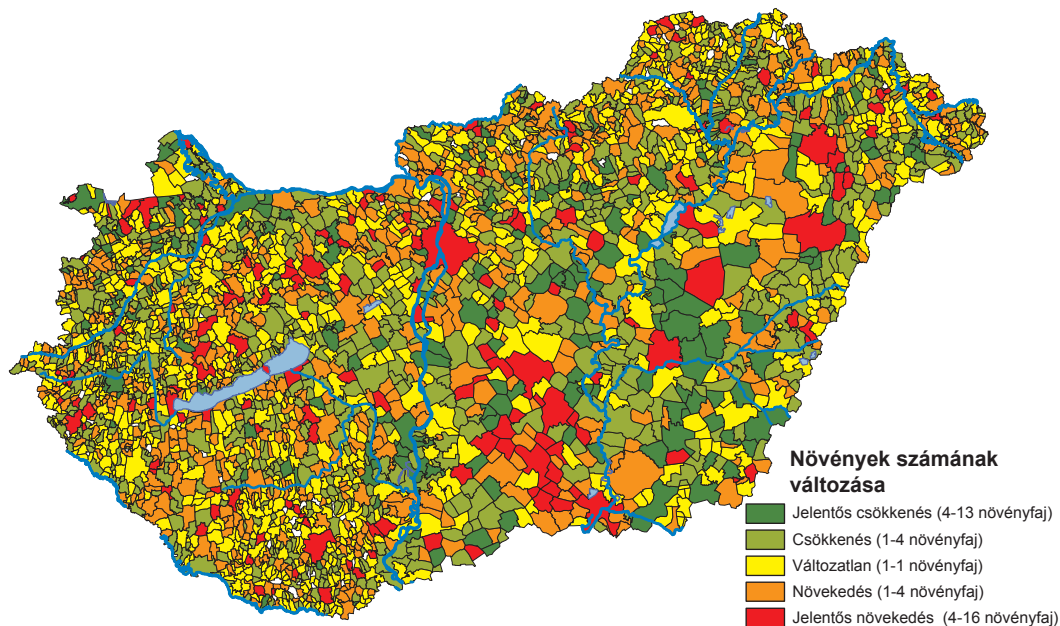 Növények számának
változása
Jelentős csökkenés (4-13 növényfaj)
Csökkenés (1-4 növényfaj)
Változatlan (1-1 növényfaj)
Növekedés (1-4 növényfaj)
Jelentős növekedés (4-16 növényfaj)